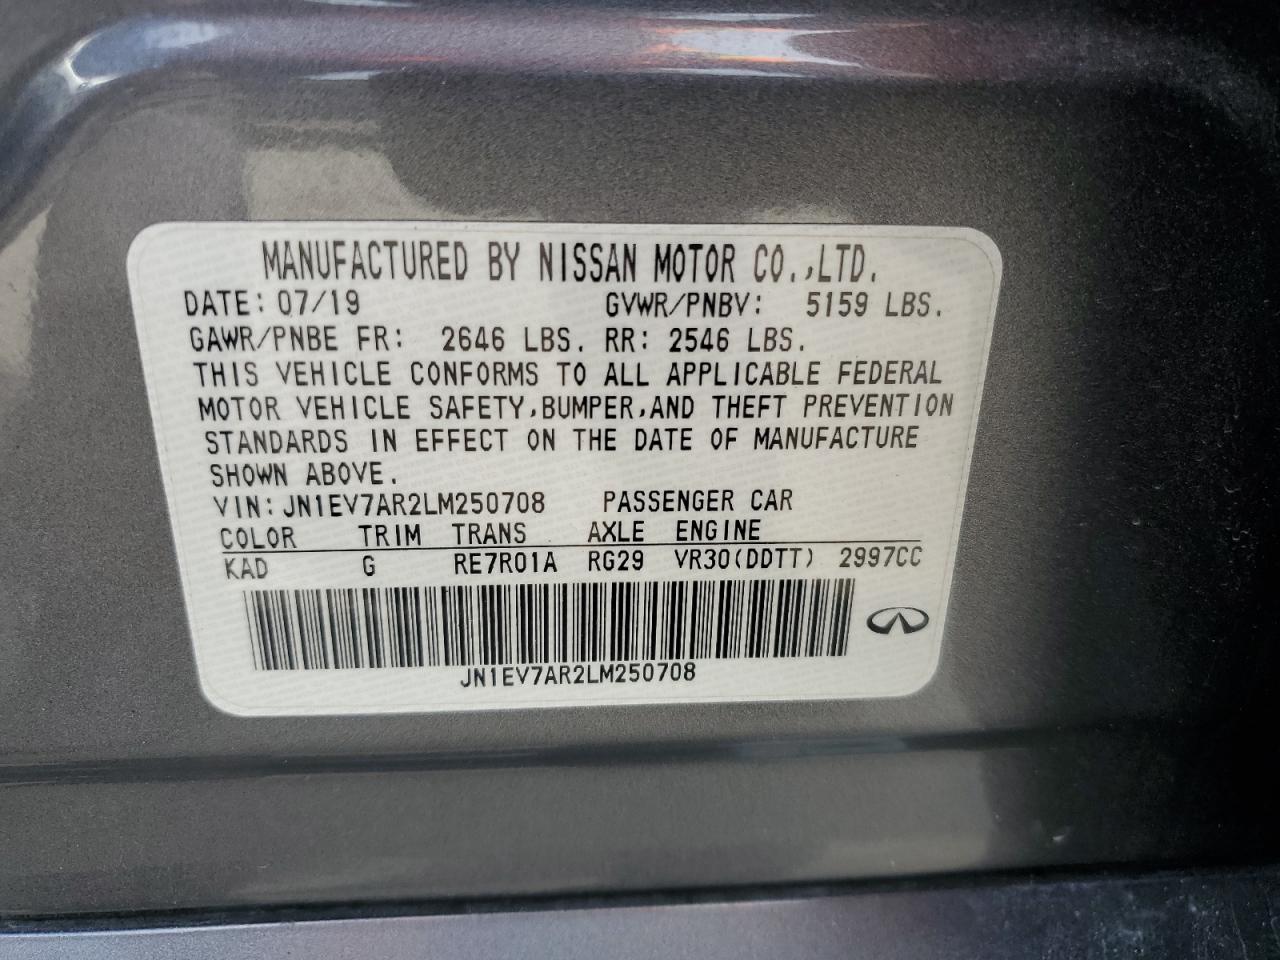 MANUFACTURED BY NISSAN MOTOR CO.,LTD.
DATE: 07/19 GVWR/PNBV: 5159 LBS.
GAWR/PNBE FR: 2646 LBS. RR: 2546 LBS.
THIS VEHICLE CONFORMS TO ALL APPLICABLE FEDERAL
MOTOR VEHICLE SAFETY,BUMPER,AND THEFT PREVENTION
STANDARDS IN EFFECT ON THE DATE OF MANUFACTURE
SHOWN ABOVE.
VIN: JN1EV7AR2LM250708 PASSENGER CAR
COLOR TRIM TRANS AXLE ENGINE
KAD G RE7R01A RG29 VR30(DDTT) 2997CC
JN1EV7AR2LM250708